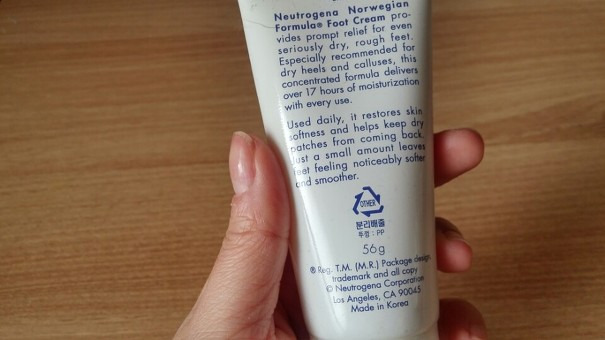 Neutrogena Norwegian
Formula® Foot Cream pro-
vides prompt relief for even
seriously dry, rough feet.
Especially recommended for
dry heels and calluses, this
concentrated formula delivers
over 17 hours of moisturization
with every use.
Used daily, it restores skin
softness and helps keep dry
patches from coming back.
Just a small amount leaves
feet feeling noticeably softer
and smoother.
OTHER
분리배출
뚜껑 : PP
56g
® Reg. T.M. (M.R.) Package design,
trademark and all copy
© Neutrogena Corporation
Los Angeles, CA 90045
Made in Korea